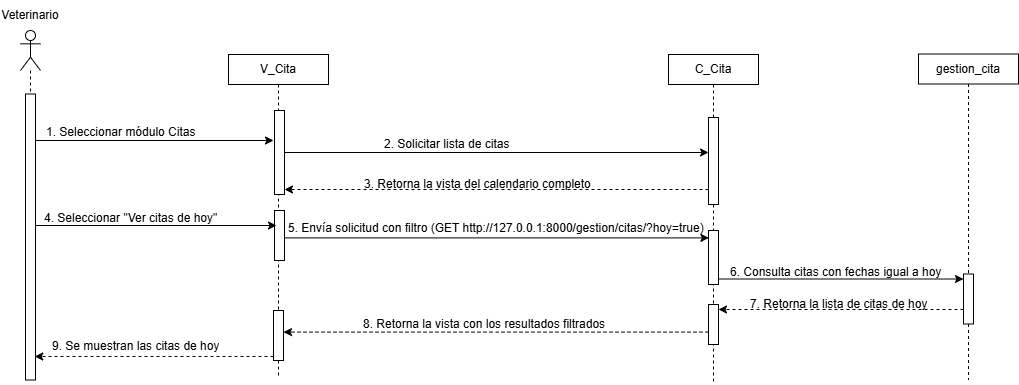 Veterinario
V_Cita
C_Cita
gestion_cita
1. Seleccionar módulo Citas
2. Solicitar lista de citas
3. Retorna la vista del calendario completo
4. Seleccionar "Ver citas de hoy"
5. Envía solicitud con filtro (GET http://127.0.0.1:8000/gestion/citas/?hoy=true)
6. Consulta citas con fechas igual a hoy
7. Retorna la lista de citas de hoy
8. Retorna la vista con los resultados filtrados
9. Se muestran las citas de hoy